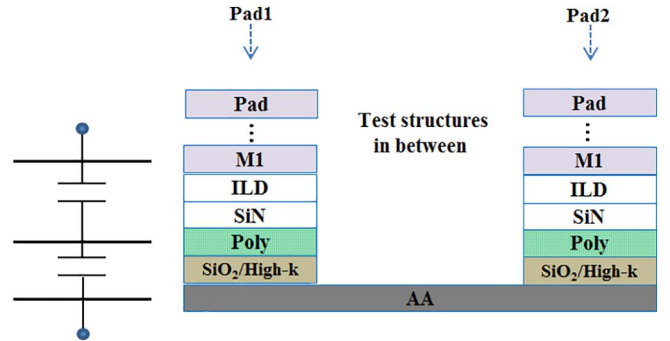 Pad1
Pad2
Pad
Pad
Test structures
in between
M1
M1
ILD
ILD
SiN
SiN
Poly
Poly
SiO₂/High-k
SiO₂/High-k
AA